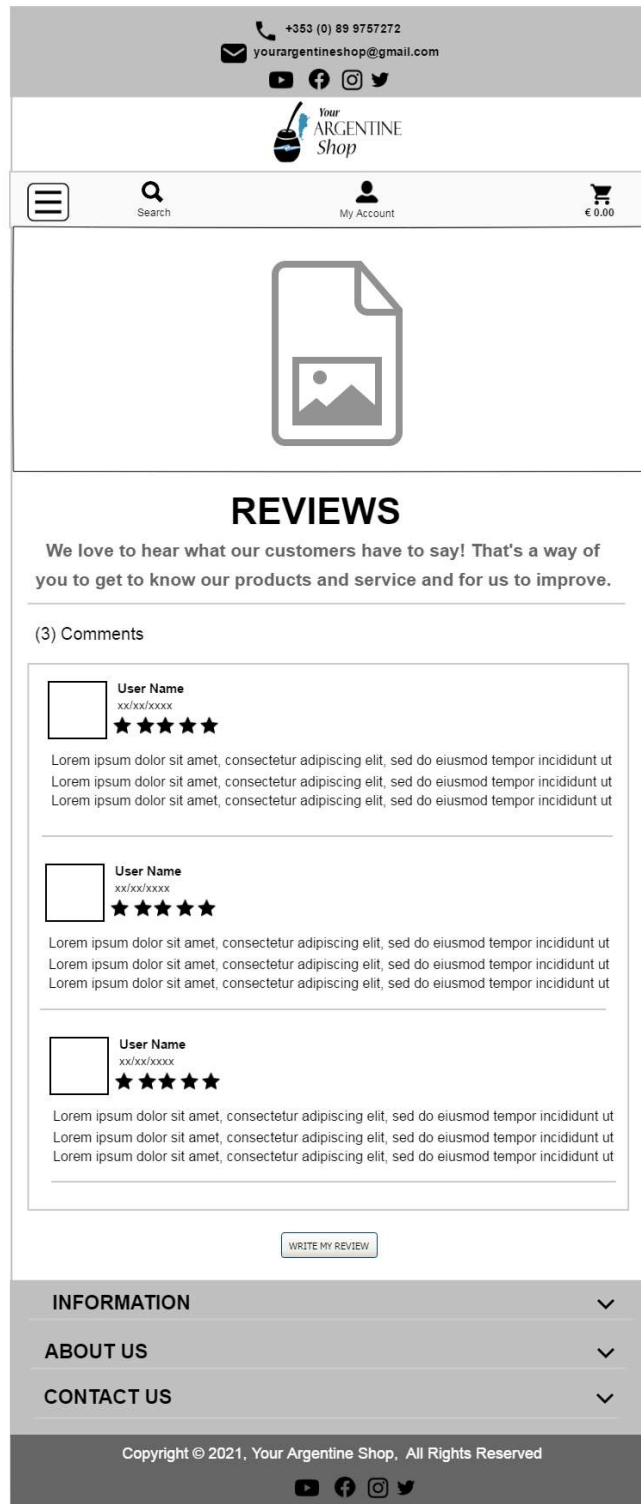 +353 (0) 89 9757272
yourargentineshop@gmail.com
Your
ARGENTINE
Shop
Search
My Account
€ 0.00
REVIEWS
We love to hear what our customers have to say! That's a way of
you to get to know our products and service and for us to improve.
(3) Comments
User Name
xx/xx/xxxx
Lorem ipsum dolor sit amet, consectetur adipiscing elit, sed do eiusmod tempor incididunt ut
Lorem ipsum dolor sit amet, consectetur adipiscing elit, sed do eiusmod tempor incididunt ut
Lorem ipsum dolor sit amet, consectetur adipiscing elit, sed do eiusmod tempor incididunt ut
User Name
xx/xx/xxxx
Lorem ipsum dolor sit amet, consectetur adipiscing elit, sed do eiusmod tempor incididunt ut
Lorem ipsum dolor sit amet, consectetur adipiscing elit, sed do eiusmod tempor incididunt ut
Lorem ipsum dolor sit amet, consectetur adipiscing elit, sed do eiusmod tempor incididunt ut
User Name
xx/xx/xxxx
Lorem ipsum dolor sit amet, consectetur adipiscing elit, sed do eiusmod tempor incididunt ut
Lorem ipsum dolor sit amet, consectetur adipiscing elit, sed do eiusmod tempor incididunt ut
Lorem ipsum dolor sit amet, consectetur adipiscing elit, sed do eiusmod tempor incididunt ut
WRITE MY REVIEW
INFORMATION
ABOUT US
CONTACT US
Copyright © 2021, Your Argentine Shop, All Rights Reserved